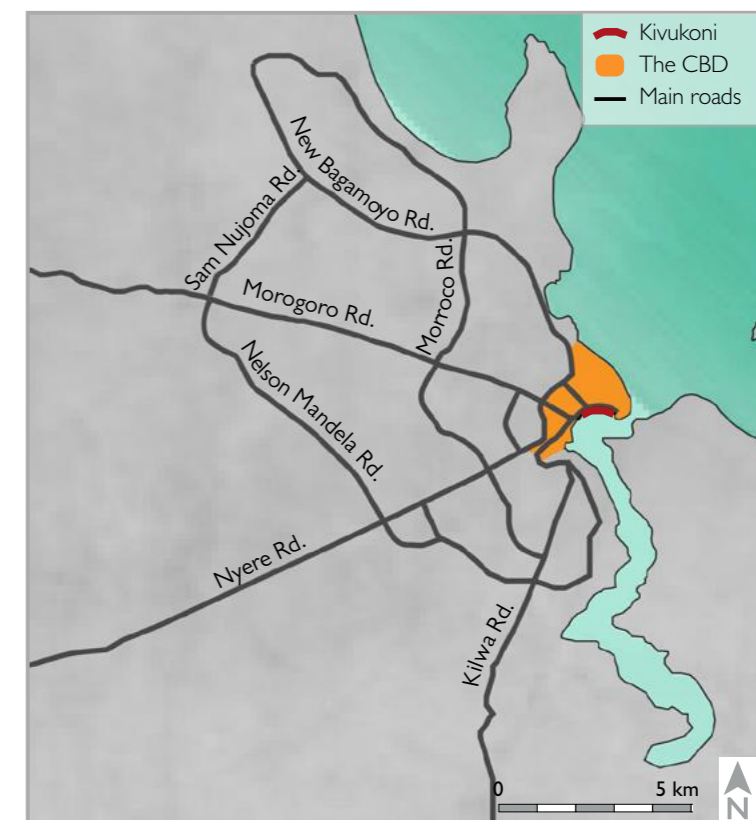 Kivukoni
The CBD
Main roads
New Bagamoyo Rd.
Sam Nujoma Rd.
Morroco Rd.
Morogoro Rd.
Nelson Mandela Rd.
Nyere Rd.
Kilwa Rd.
0 5 km
N